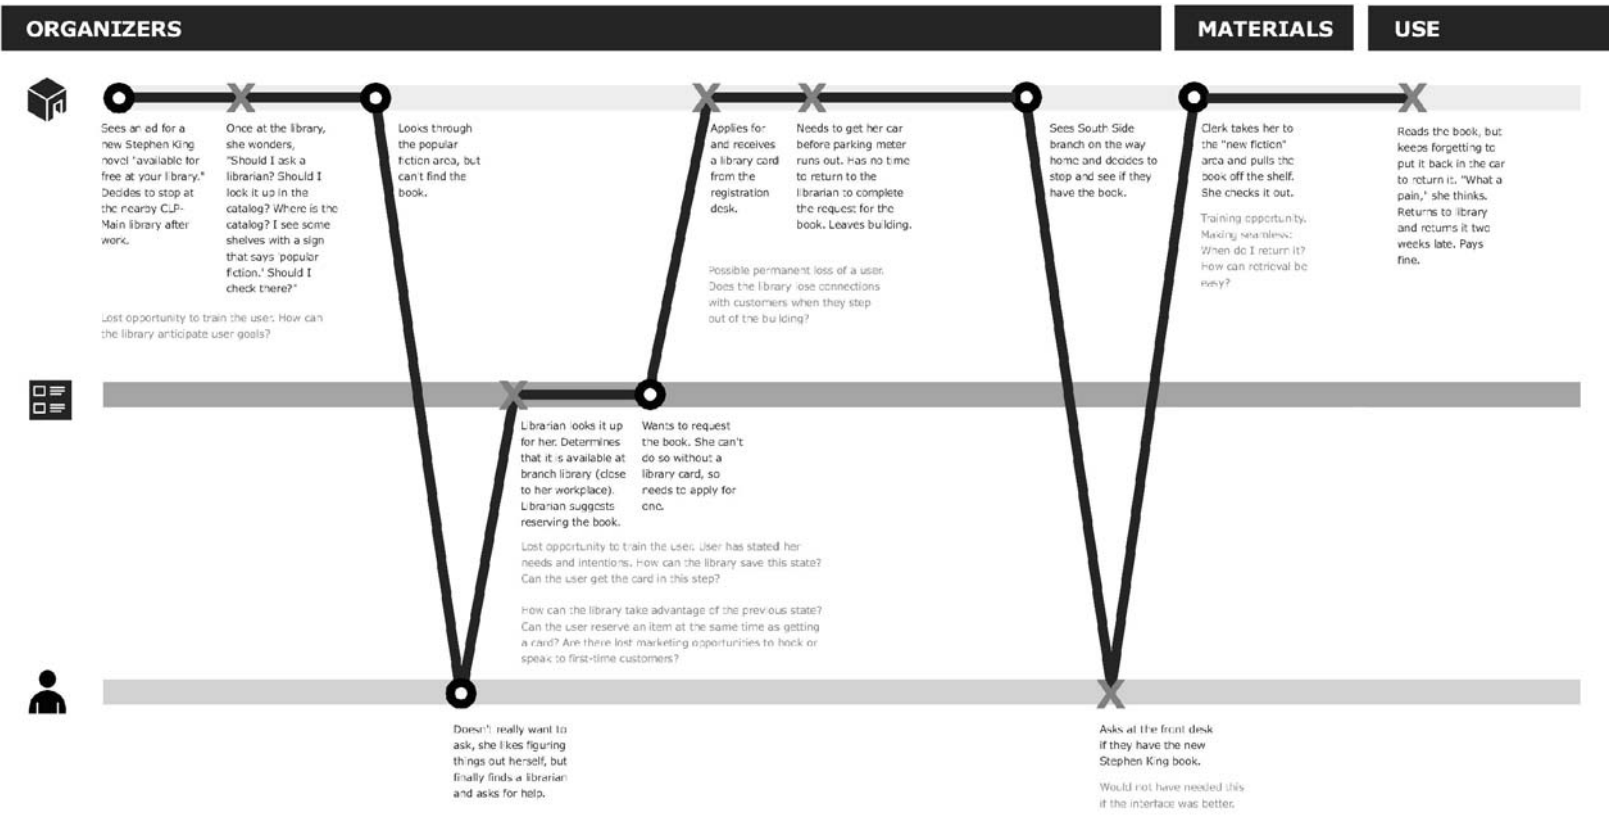 ORGANIZERS
MATERIALS
USE
Sees an ad for a
new Stephen King
novel "available for
free at your library."
Decides to stop at
the nearby CLP-
Main library after
work.
Once at the library,
she wonders,
"Should I ask a
librarian? Should I
look it up in the
catalog? Where is the
catalog? I see some
shelves with a sign
that says 'popular
fiction.' Should I
check there?"
Lost opportunity to train the user. How can
the library anticipate user goals?
Looks through
the popular
fiction area, but
can't find the
book.
Applies for
and receives
a library card
from the
registration
desk.
Needs to get her car
before parking meter
runs out. Has no time
to return to the
librarian to complete
the request for the
book. Leaves building.
Possible permanent loss of a user.
Does the library lose connections
with customers when they step
out of the building?
Sees South Side
branch on the way
home and decides to
stop and see if they
have the book.
Clerk takes her to
the "new fiction"
area and pulls the
book off the shelf.
She checks it out.
Training opportunity.
Making seamless:
When do I return it?
How can retrieval be
easy?
Reads the book, but
keeps forgetting to
put it back in the car
to return it. "What a
pain," she thinks.
Returns to library
and returns it two
weeks late. Pays
fine.
Librarian looks it up
for her. Determines
that it is available at
branch library (close
to her workplace).
Librarian suggests
reserving the book.
Wants to request
the book. She can't
do so without a
library card, so
needs to apply for
one.
Lost opportunity to train the user. User has stated her
needs and intentions. How can the library save this state?
Can the user get the card in this step?
How can the library take advantage of the previous state?
Can the user reserve an item at the same time as getting
a card? Are there lost marketing opportunities to hook or
speak to first-time customers?
Doesn't really want to
ask, she likes figuring
things out herself, but
finally finds a librarian
and asks for help.
Asks at the front desk
if they have the new
Stephen King book.
Would not have needed this
if the interface was better.